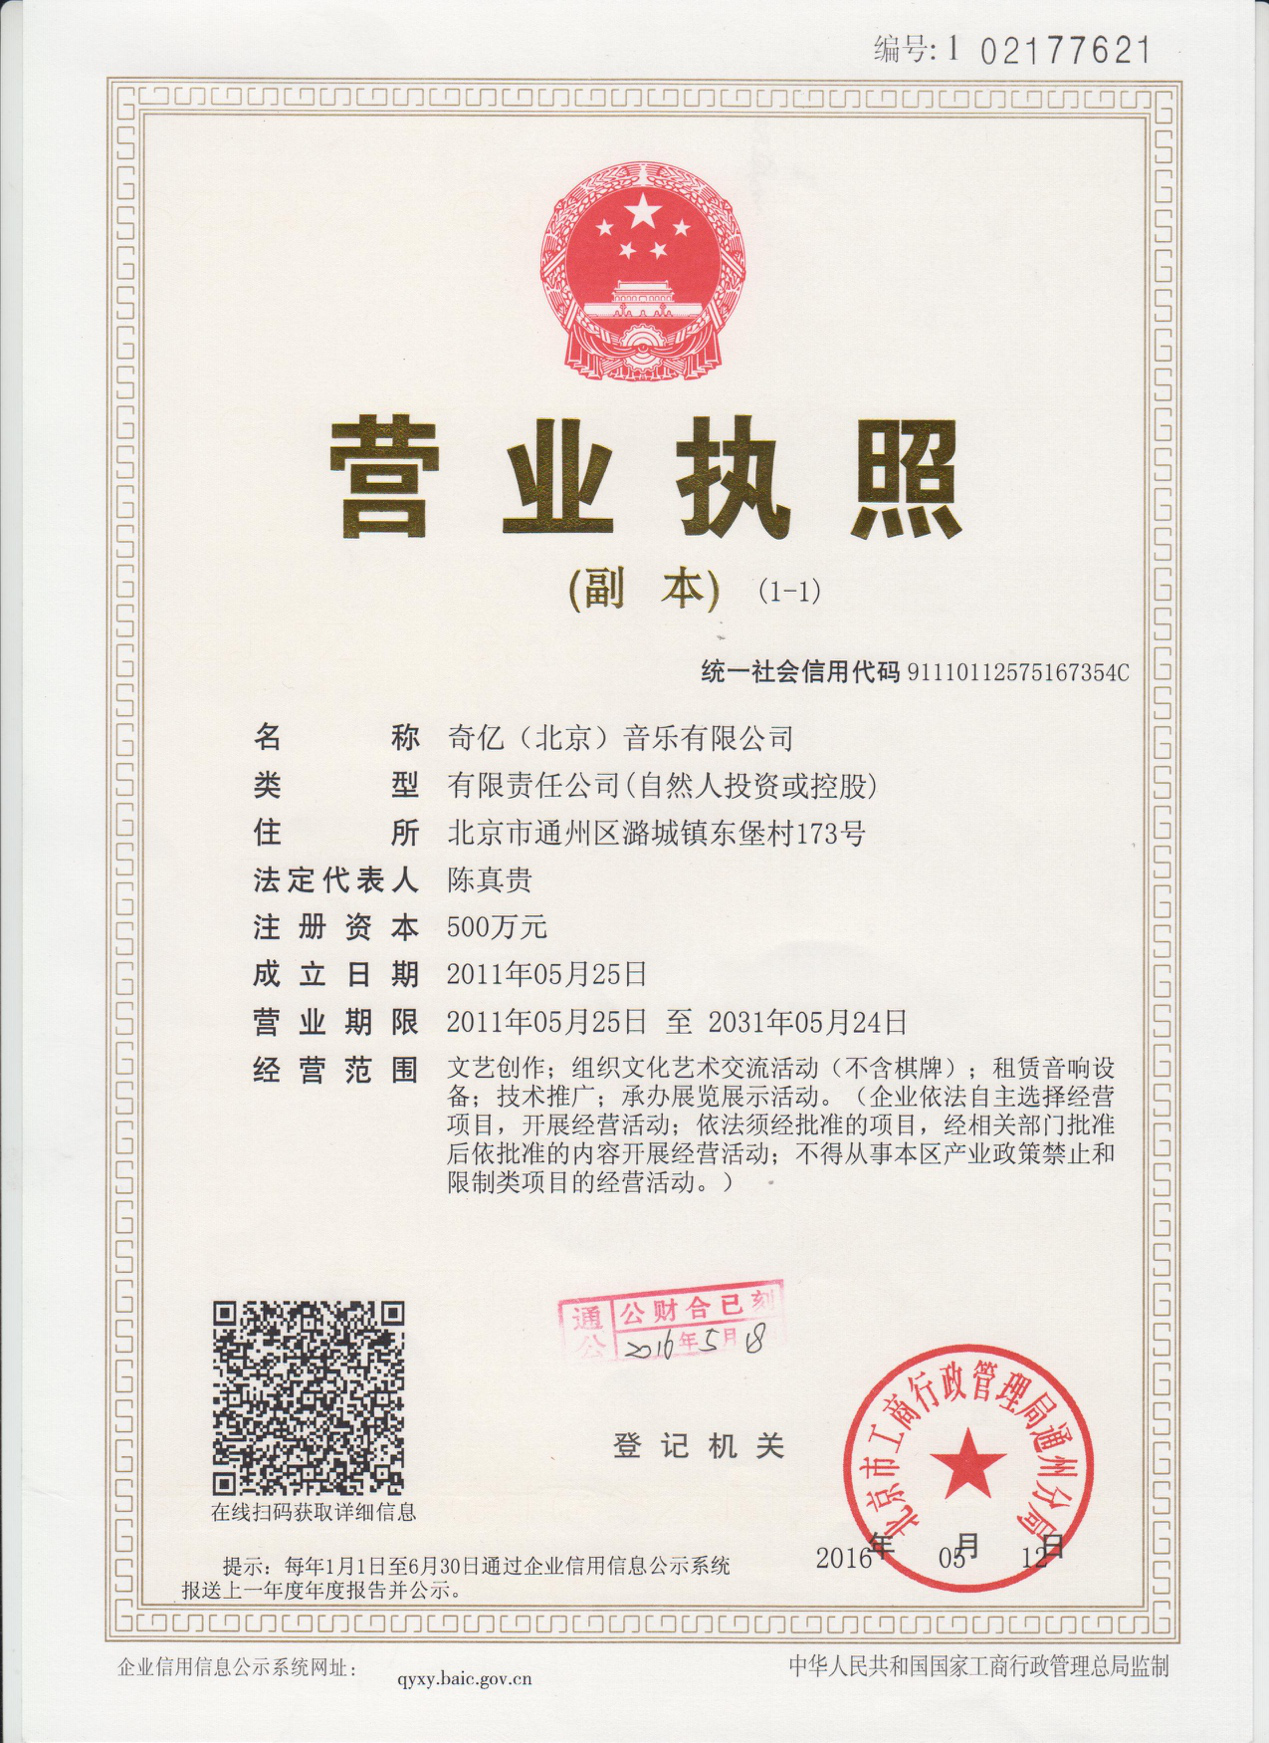 编号: 1 02177621
营业执照
(副 本) (1-1)
统一社会信用代码 91110112575167354C
名称 奇亿（北京）音乐有限公司
类型 有限责任公司(自然人投资或控股)
住所 北京市通州区潞城镇东堡村173号
法定代表人 陈真贵
注册资本 500万元
成立日期 2011年05月25日
营业期限 2011年05月25日 至 2031年05月24日
经营范围 文艺创作；组织文化艺术交流活动（不含棋牌）；租赁音响设
备；技术推广；承办展览展示活动。（企业依法自主选择经营
项目，开展经营活动；依法须经批准的项目，经相关部门批准
后依批准的内容开展经营活动；不得从事本区产业政策禁止和
限制类项目的经营活动。）
通公 公财合已刻
2016年5月18
登记机关
北京市工商行政管理局通州分局
2016年 05月 12日
在线扫码获取详细信息
提示：每年1月1日至6月30日通过企业信用信息公示系统
报送上一年度年度报告并公示。
企业信用信息公示系统网址： qyxy.baic.gov.cn
中华人民共和国国家工商行政管理总局监制